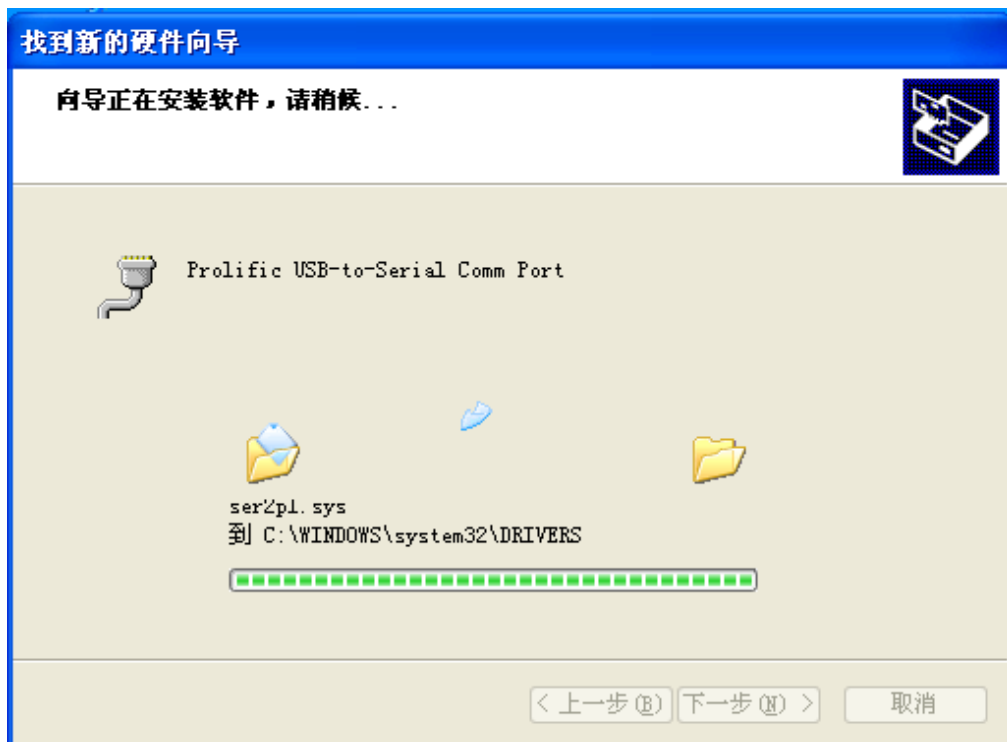 找到新的硬件向导
向导正在安装软件，请稍候...
Prolific USB-to-Serial Comm Port
ser2pl.sys
到 C:\WINDOWS\system32\DRIVERS
< 上一步(B) 下一步(N) > 取消